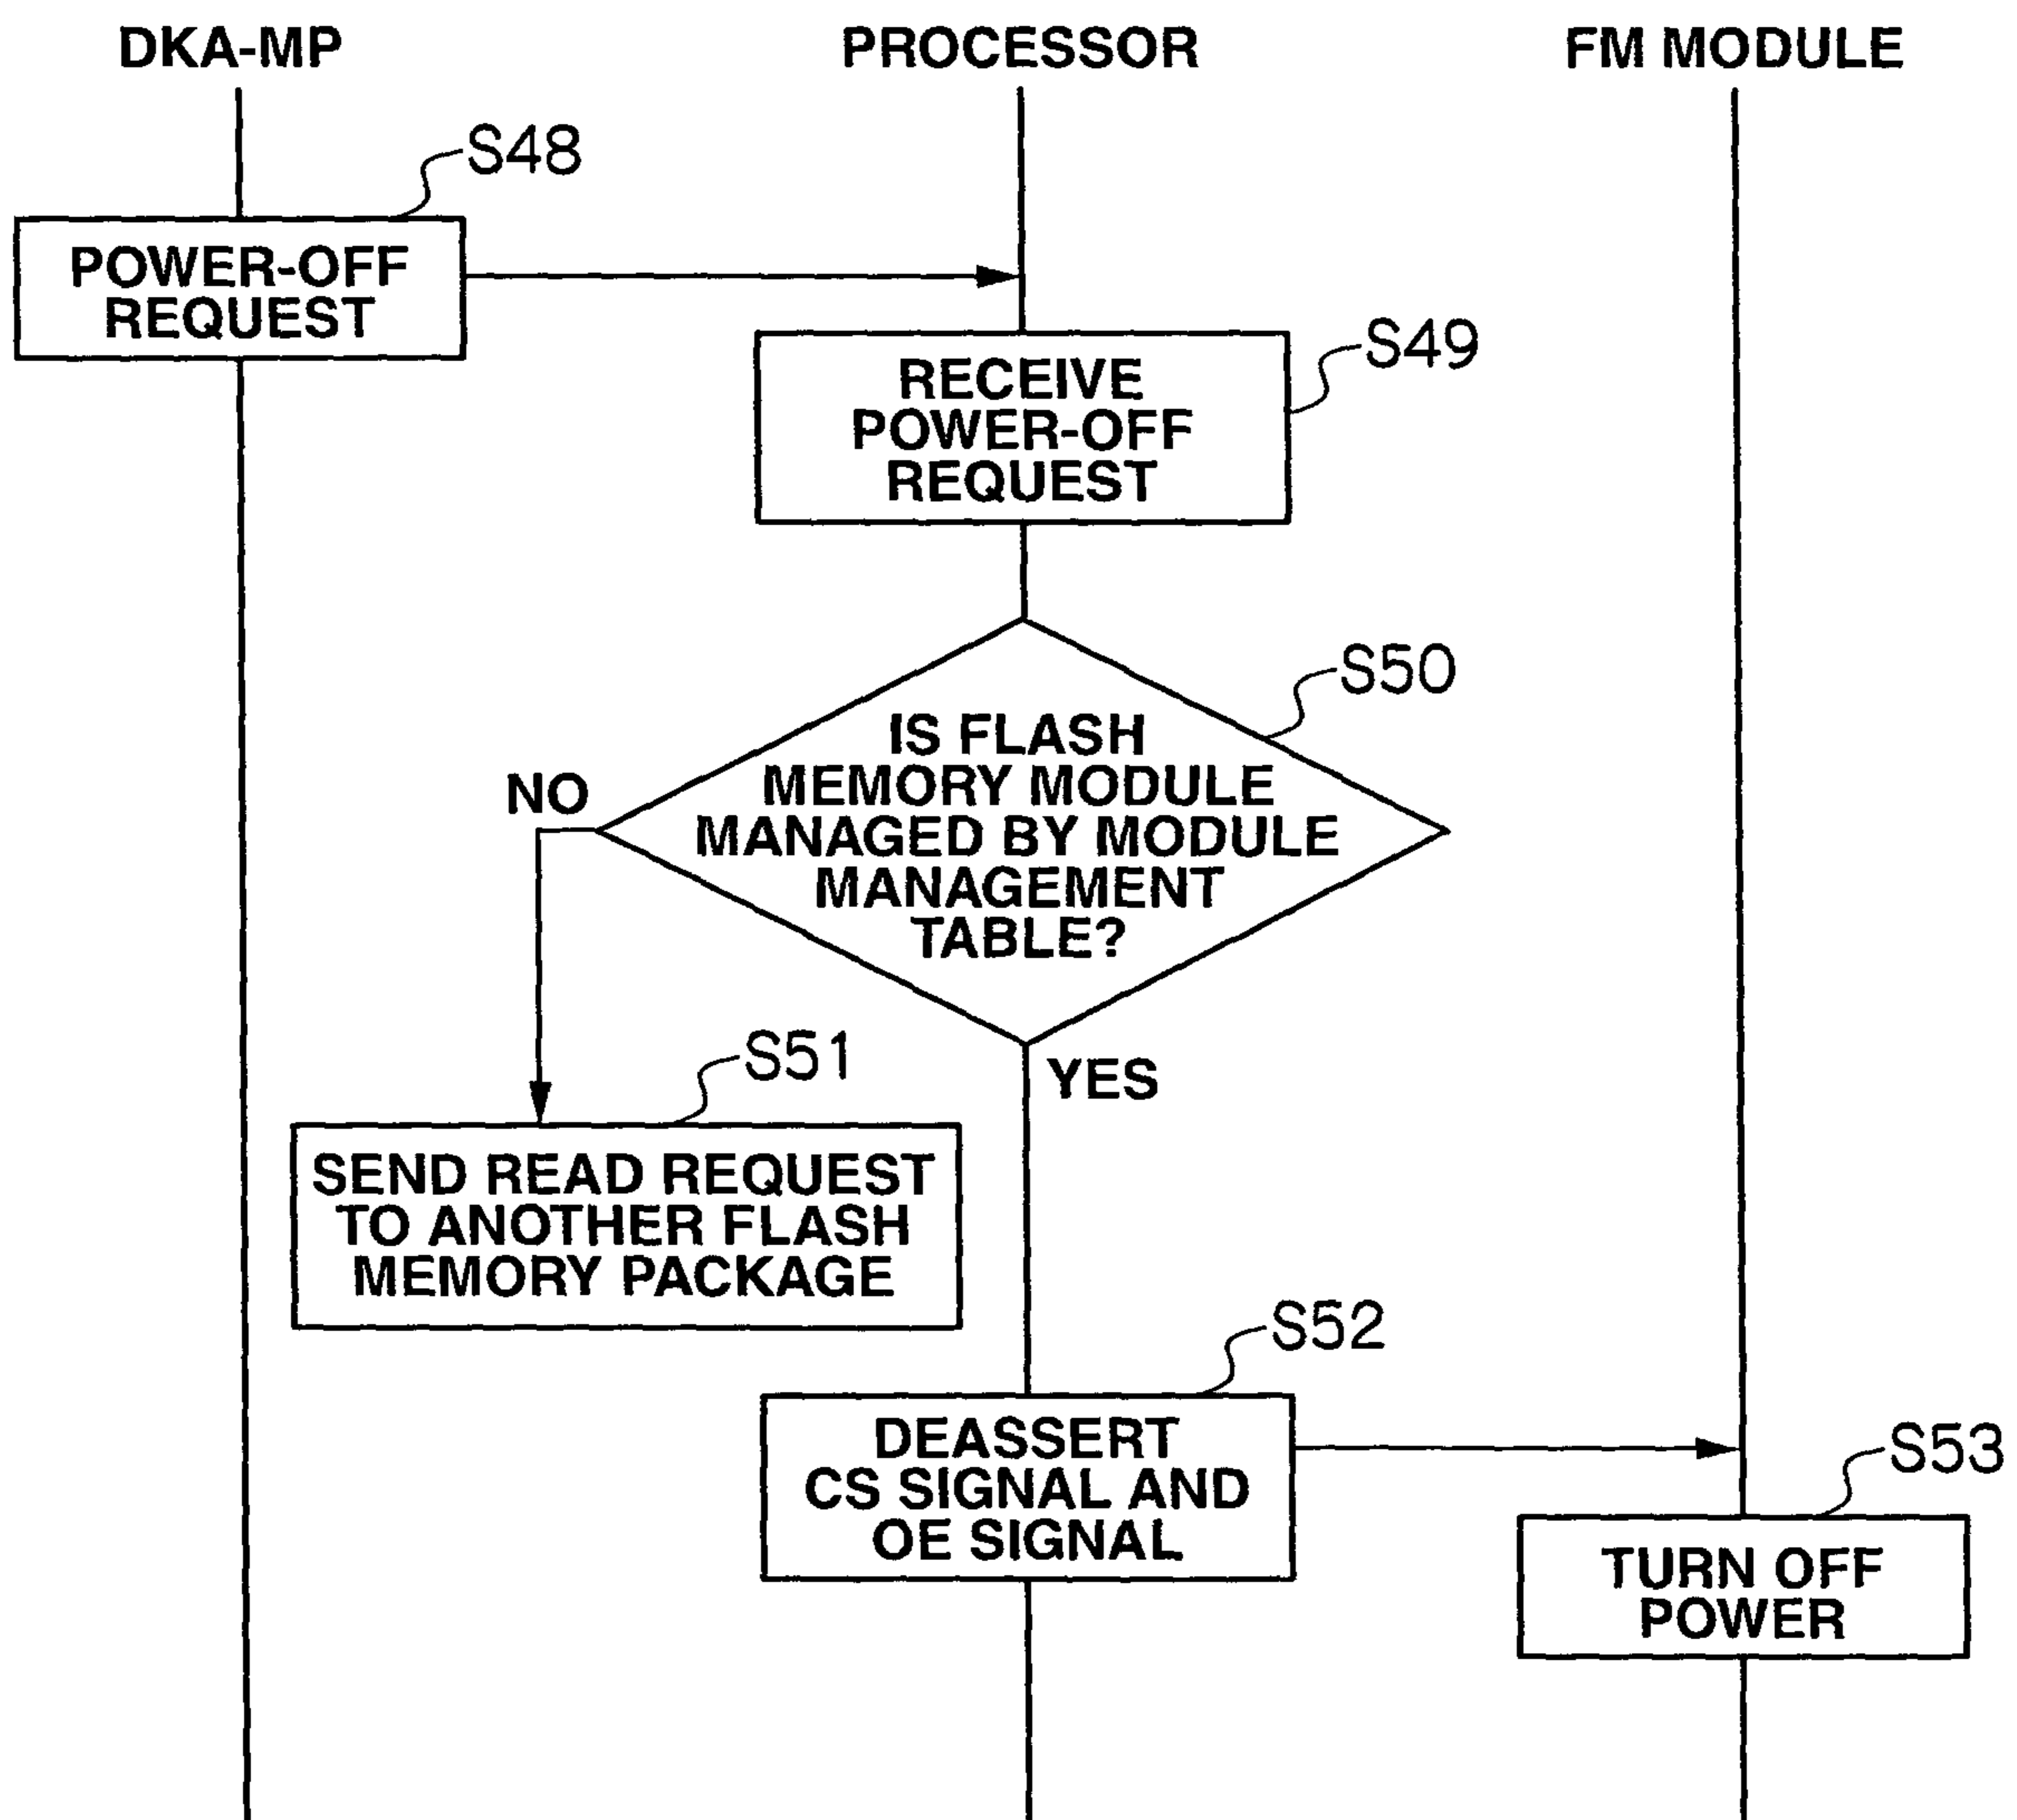 DKA-MP
PROCESSOR
FM MODULE
S48
POWER-OFF
REQUEST
S49
RECEIVE
POWER-OFF
REQUEST
S50
IS FLASH
MEMORY MODULE
MANAGED BY MODULE
MANAGEMENT
TABLE?
NO
YES
S51
SEND READ REQUEST
TO ANOTHER FLASH
MEMORY PACKAGE
S52
DEASSERT
CS SIGNAL AND
OE SIGNAL
S53
TURN OFF
POWER